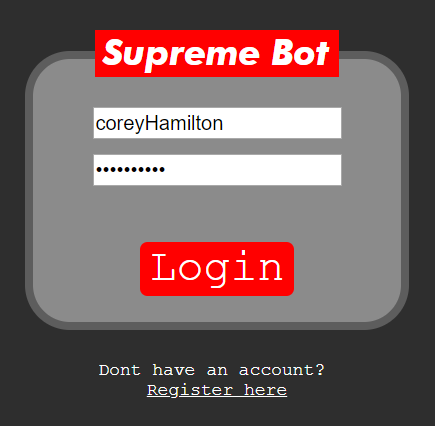 Supreme Bot
coreyHamilton
••••••••••
Login
Dont have an account?
Register here